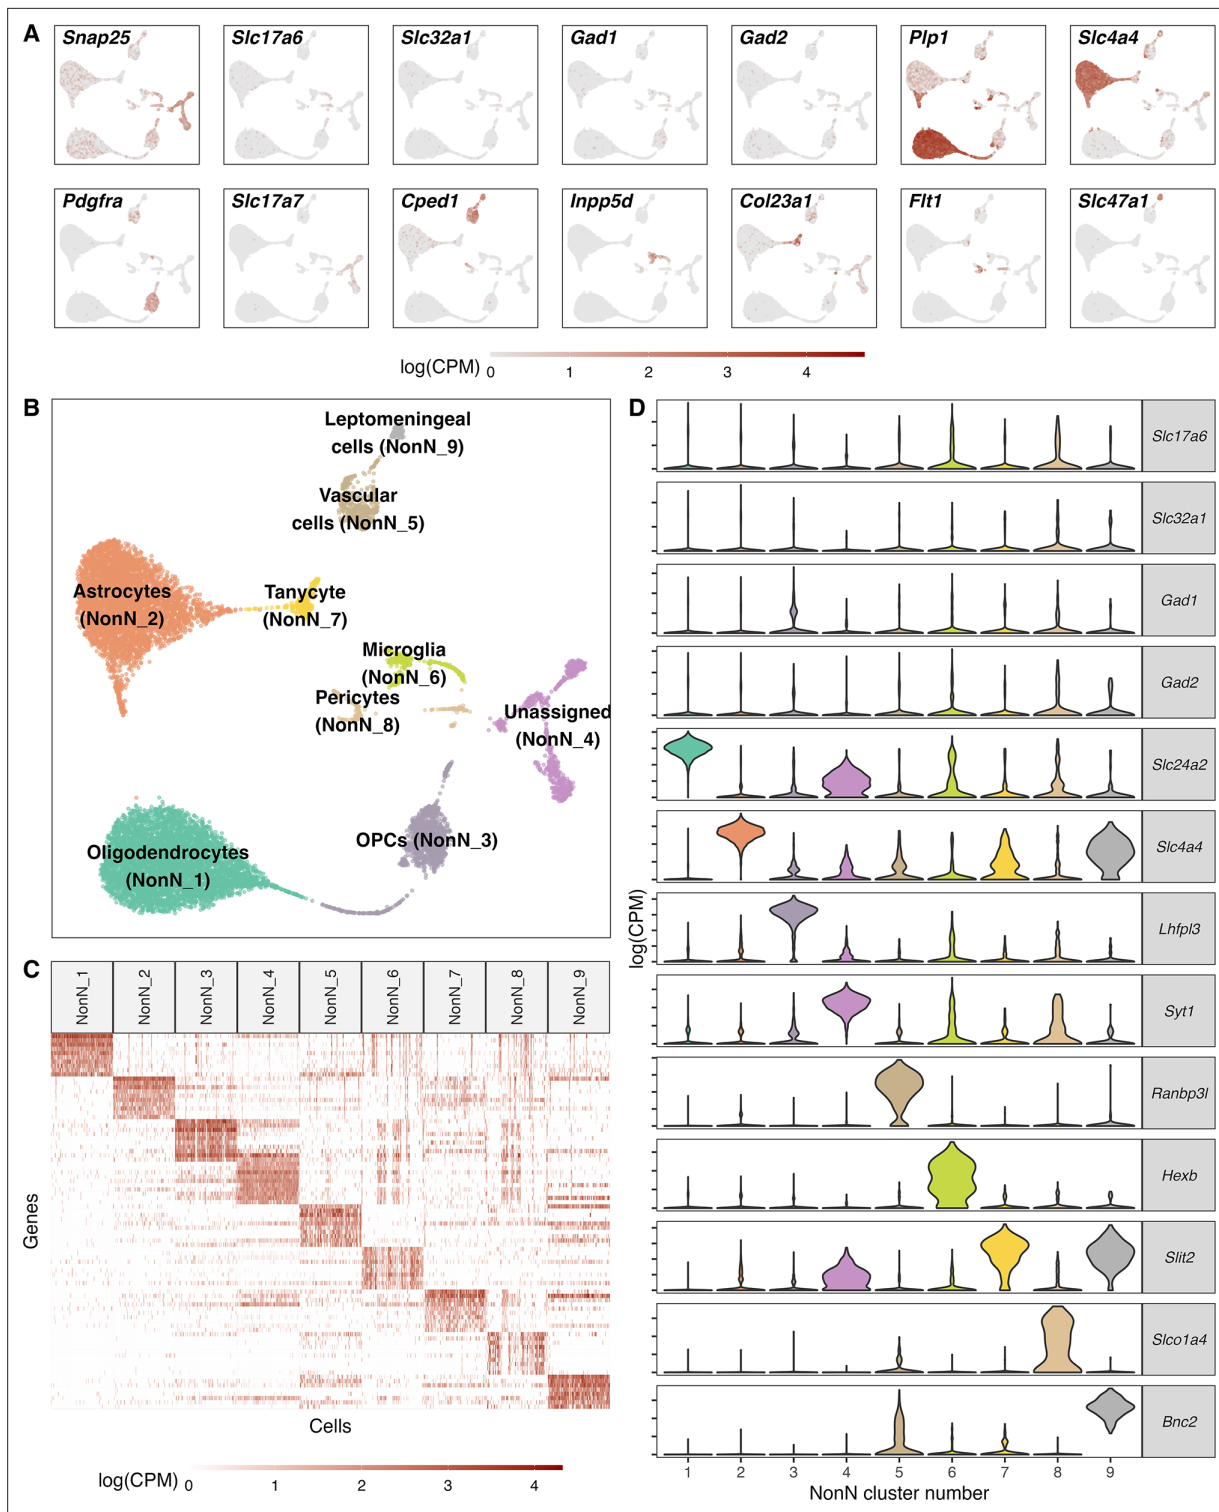 A
Snap25
Slc17a6
Slc32a1
Gad1
Gad2
Plp1
Slc4a4
Pdgfra
Slc17a7
Cped1
Inpp5d
Col23a1
Flt1
Slc47a1
log(CPM)
0 1 2 3 4
B
Leptomeningeal
cells (NonN_9)
Vascular
cells (NonN_5)
Astrocytes
(NonN_2)
Tanycyte
(NonN_7)
Microglia
(NonN_6)
Pericytes
(NonN_8)
Unassigned
(NonN_4)
OPCs (NonN_3)
Oligodendrocytes
(NonN_1)
C
NonN_1
NonN_2
NonN_3
NonN_4
NonN_5
NonN_6
NonN_7
NonN_8
NonN_9
Genes
Cells
log(CPM)
0 1 2 3 4
D
Slc17a6
Slc32a1
Gad1
Gad2
Slc24a2
Slc4a4
Lhfpl3
Syt1
Ranbp3l
Hexb
Slit2
Slco1a4
Bnc2
log(CPM)
1 2 3 4 5 6 7 8 9
NonN cluster number